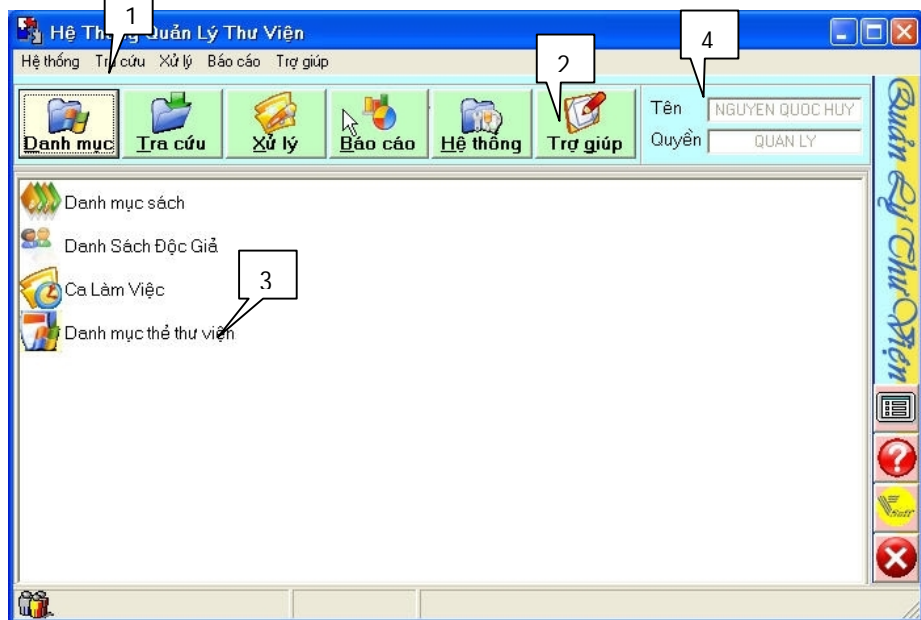 1
Hệ Thống Quản Lý Thư Viện
4
2
Hệ thống Tra cứu Xử lý Báo cáo Trợ giúp
Danh mục Tra cứu Xử lý Báo cáo Hệ thống Trợ giúp
Tên NGUYEN QUOC HUY
Quyền QUAN LY
Quản Lý Thư Viện
Danh mục sách
Danh Sách Độc Giả
3
Ca Làm Việc
Danh mục thẻ thư viện
VSoft